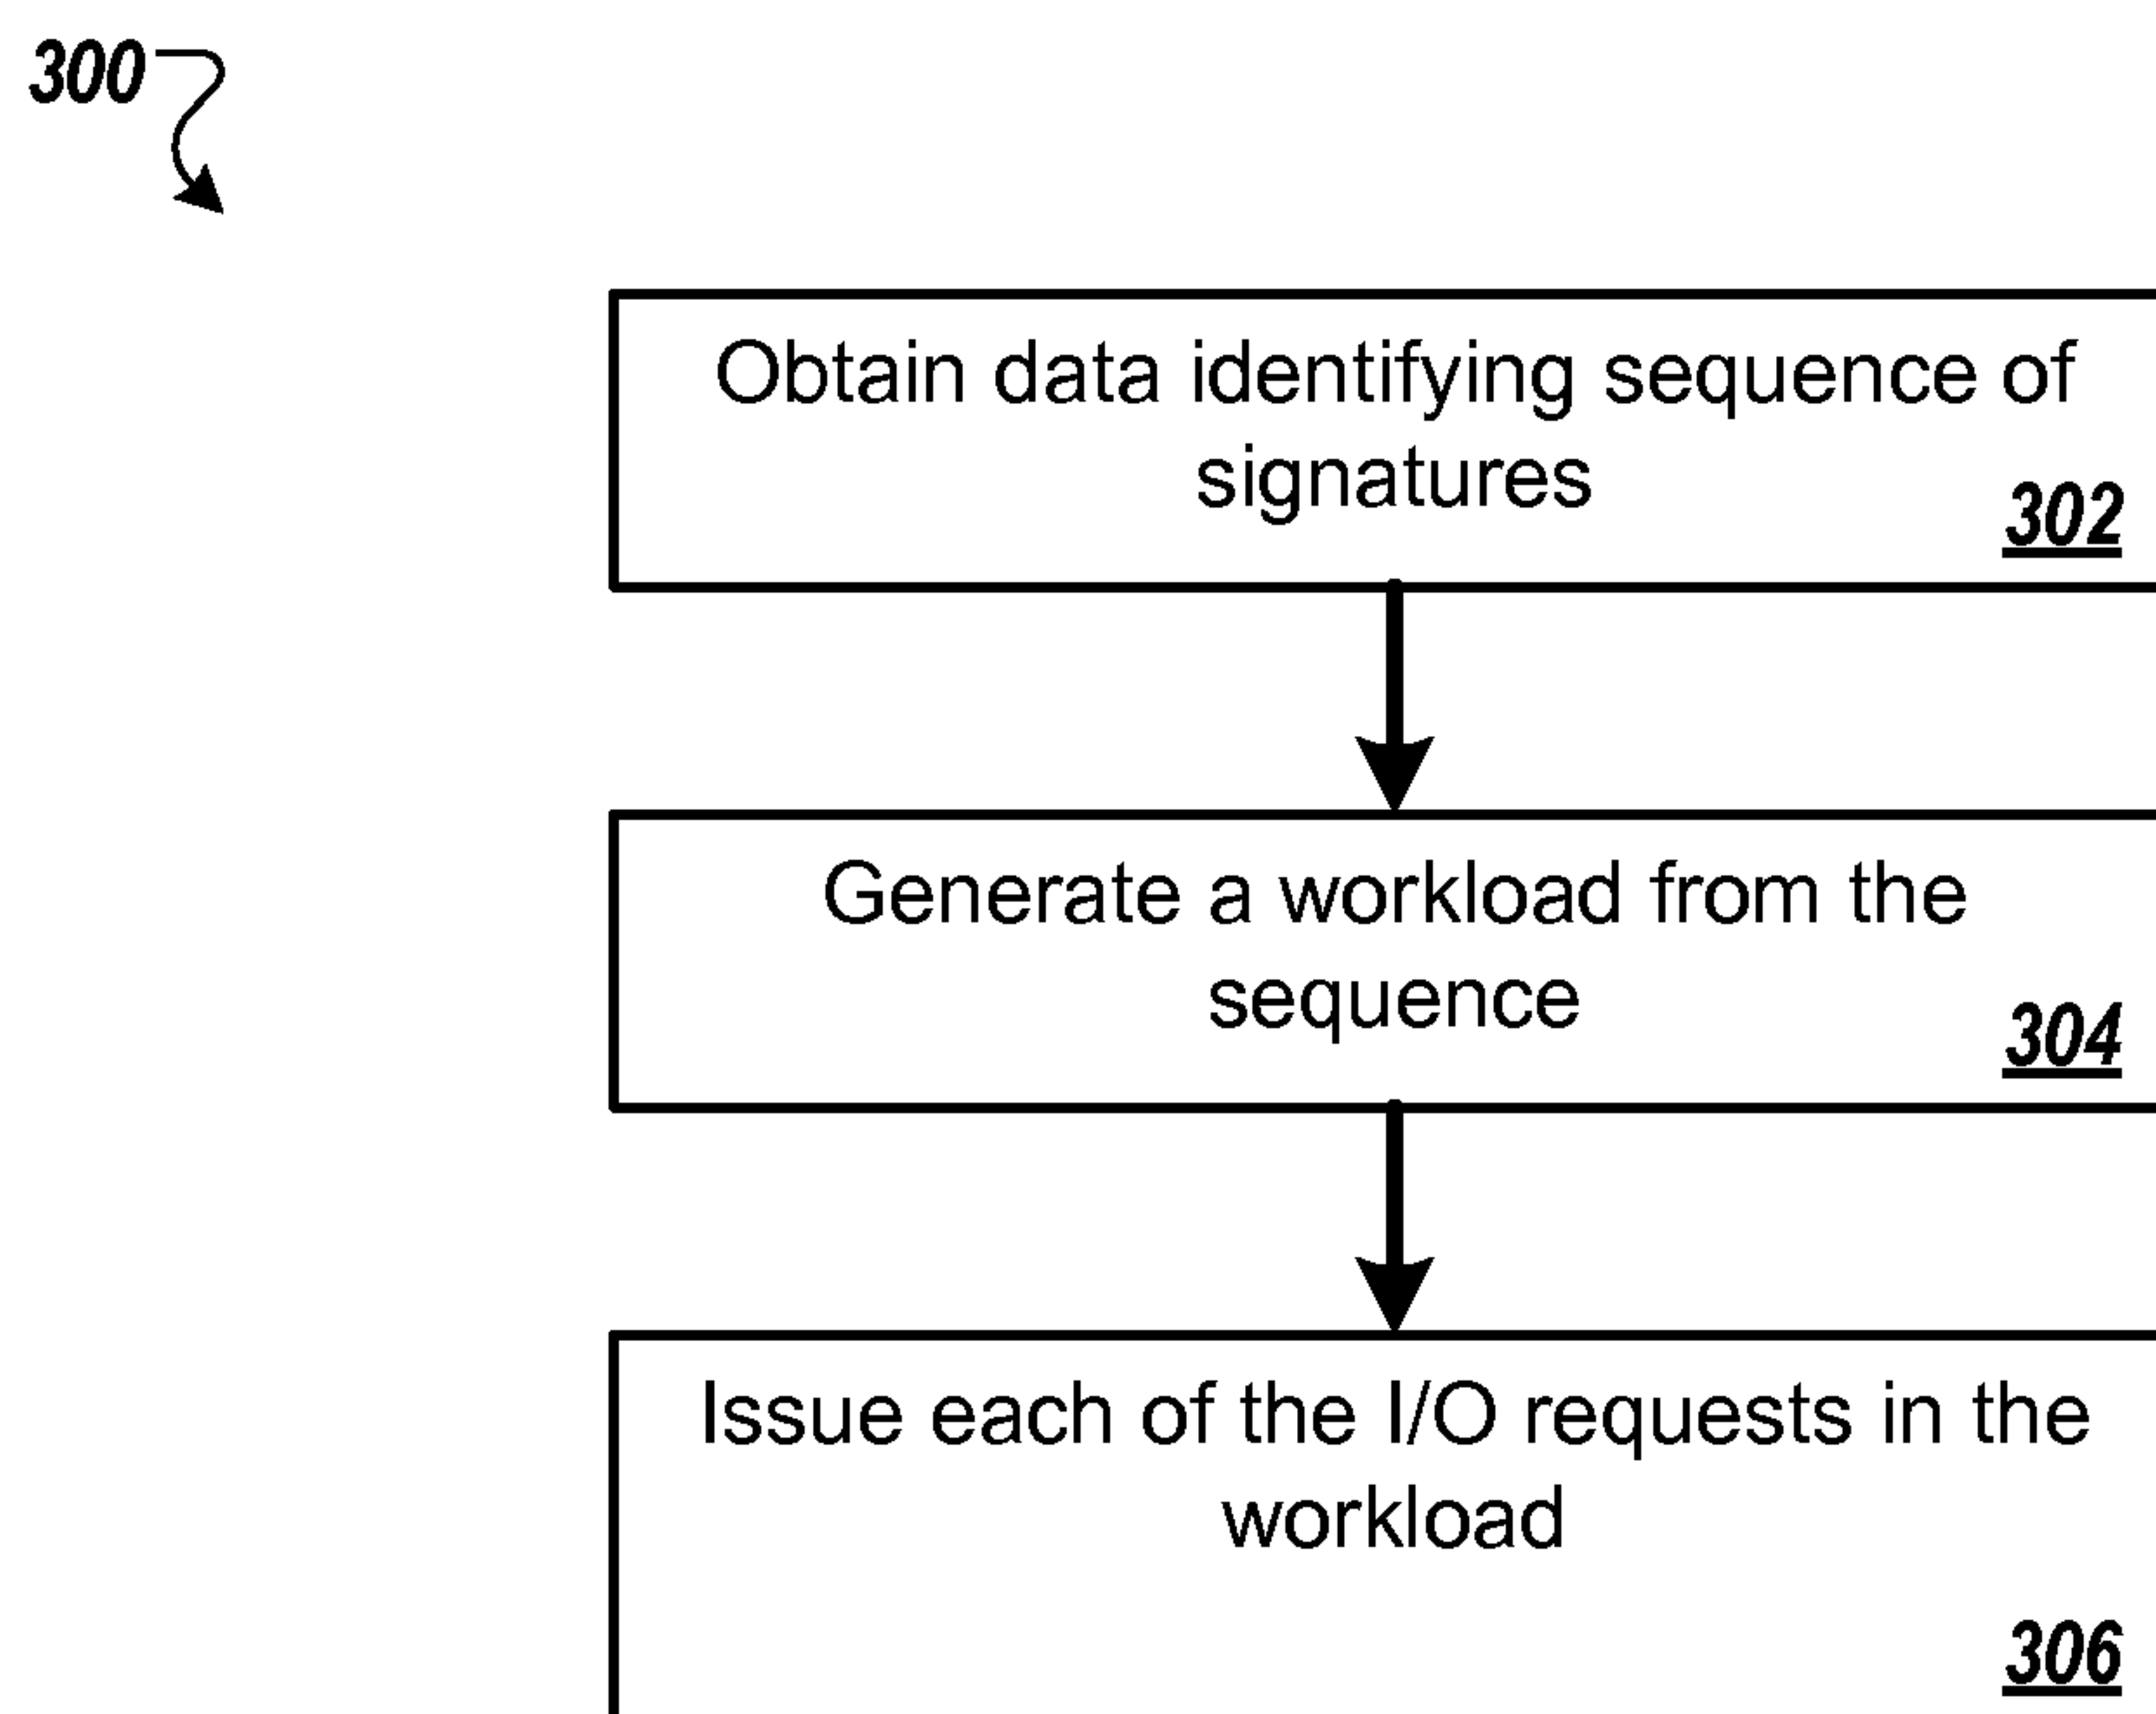 300
Obtain data identifying sequence of
signatures
302
Generate a workload from the
sequence
304
Issue each of the I/O requests in the
workload
306